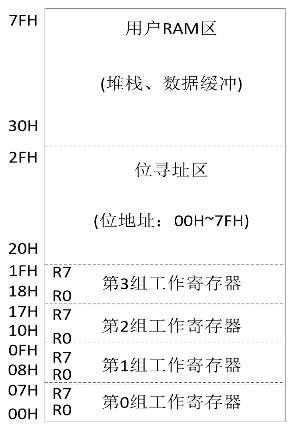 7FH
用户RAM区
(堆栈、数据缓冲)
30H
2FH
位寻址区
(位地址：00H~7FH)
20H
1FH R7
第3组工作寄存器
18H R0
17H R7
第2组工作寄存器
10H R0
0FH R7
第1组工作寄存器
08H R0
07H R7
第0组工作寄存器
00H R0